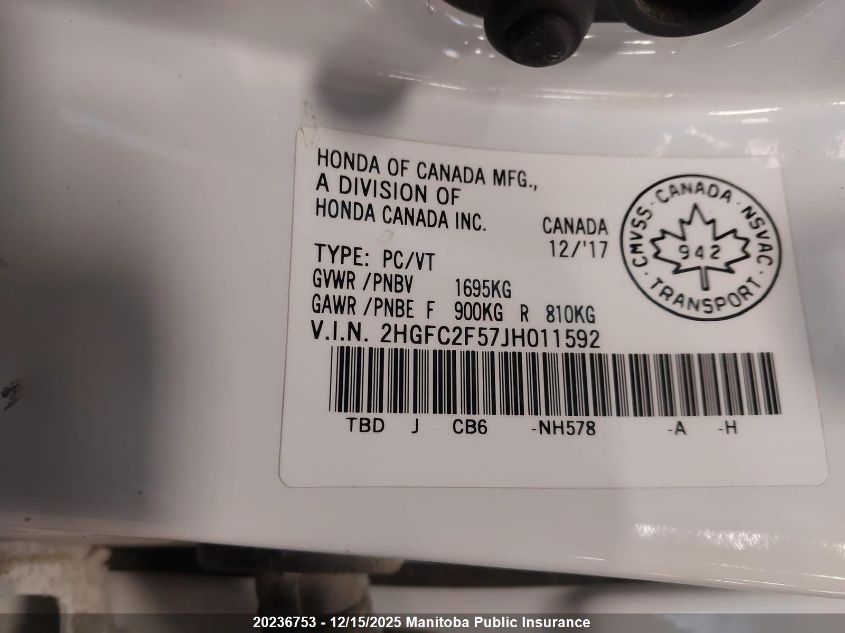 HONDA OF CANADA MFG.,
A DIVISION OF
HONDA CANADA INC.
CANADA
12/'17
TYPE: PC/VT
GVWR /PNBV 1695KG
GAWR /PNBE F 900KG R 810KG
V.I.N. 2HGFC2F57JH011592
TBD J CB6 -NH578 -A -H
CMVSS - CANADA - NSVAC
942
- TRANSPORT -
20236753 - 12/15/2025 Manitoba Public Insurance